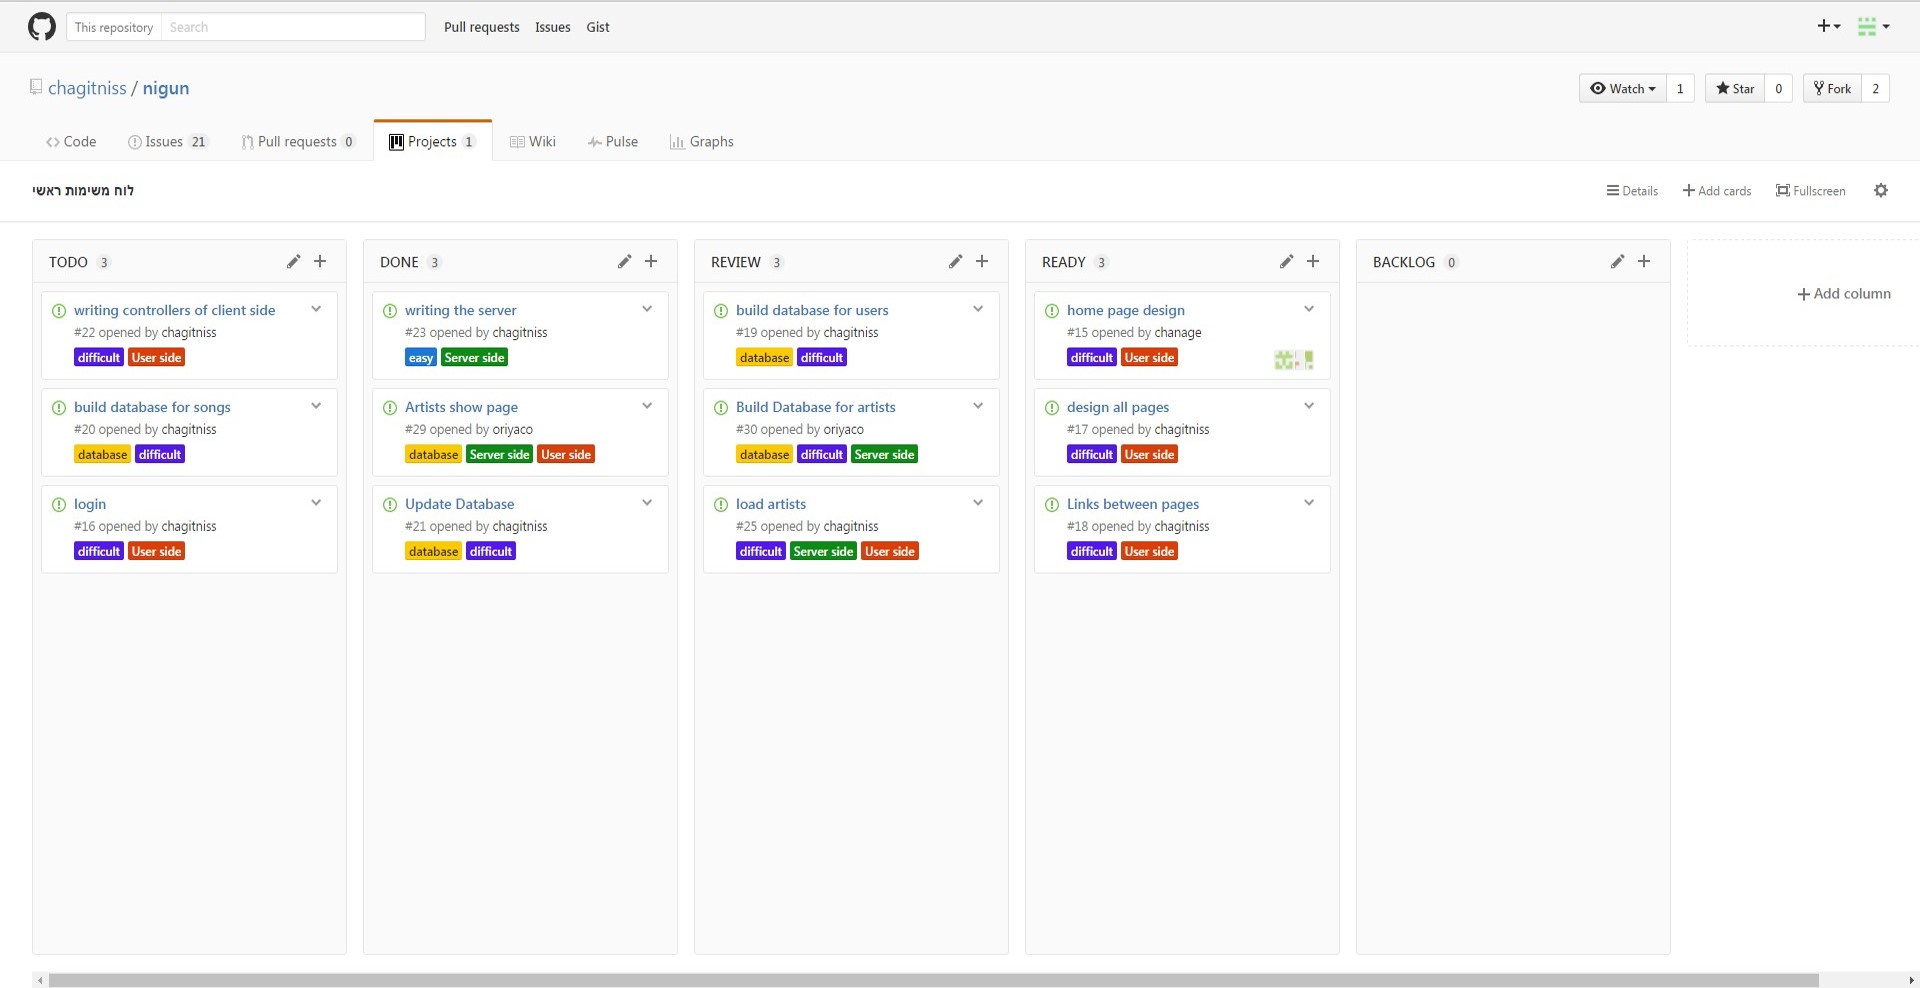 This repository Search Pull requests Issues Gist
chagitniss / nigun Watch 1 Star 0 Fork 2
Code Issues 21 Pull requests 0 Projects 1 Wiki Pulse Graphs
לוח משימות ראשי Details Add cards Fullscreen
TODO 3
writing controllers of client side
#22 opened by chagitniss
difficult User side
build database for songs
#20 opened by chagitniss
database difficult
login
#16 opened by chagitniss
difficult User side
DONE 3
writing the server
#23 opened by chagitniss
easy Server side
Artists show page
#29 opened by oriyaco
database Server side User side
Update Database
#21 opened by chagitniss
database difficult
REVIEW 3
build database for users
#19 opened by chagitniss
database difficult
Build Database for artists
#30 opened by oriyaco
database difficult Server side
load artists
#25 opened by chagitniss
difficult Server side User side
READY 3
home page design
#15 opened by chanage
difficult User side
design all pages
#17 opened by chagitniss
difficult User side
Links between pages
#18 opened by chagitniss
difficult User side
BACKLOG 0
Add column